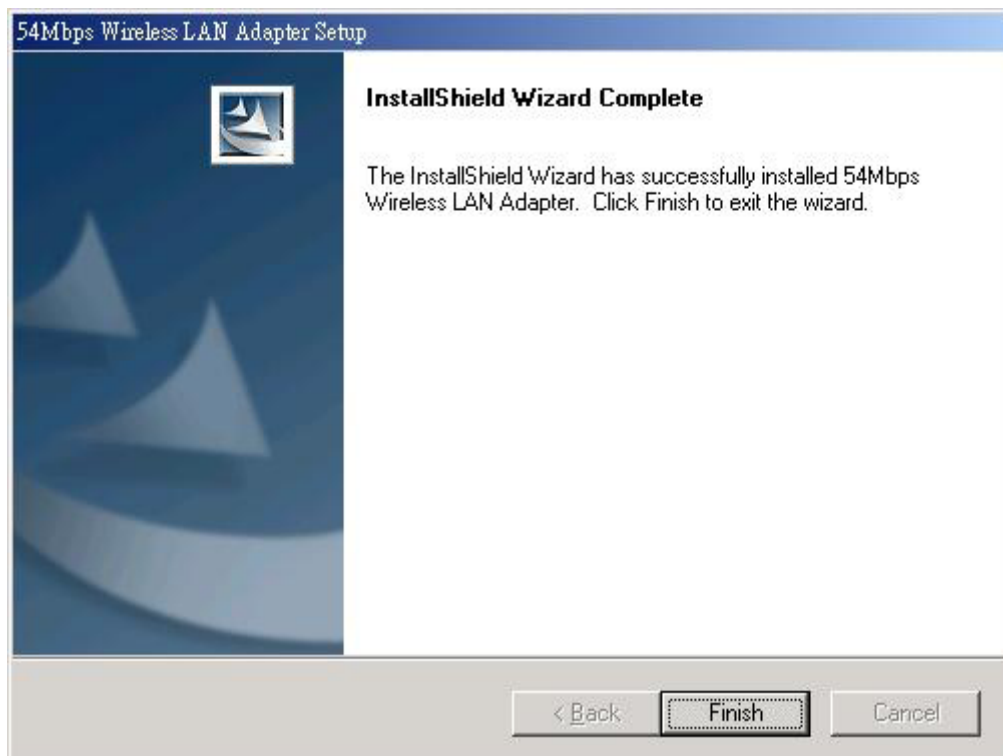 54Mbps Wireless LAN Adapter Setup
InstallShield Wizard Complete
The InstallShield Wizard has successfully installed 54Mbps
Wireless LAN Adapter. Click Finish to exit the wizard.
< Back Finish Cancel